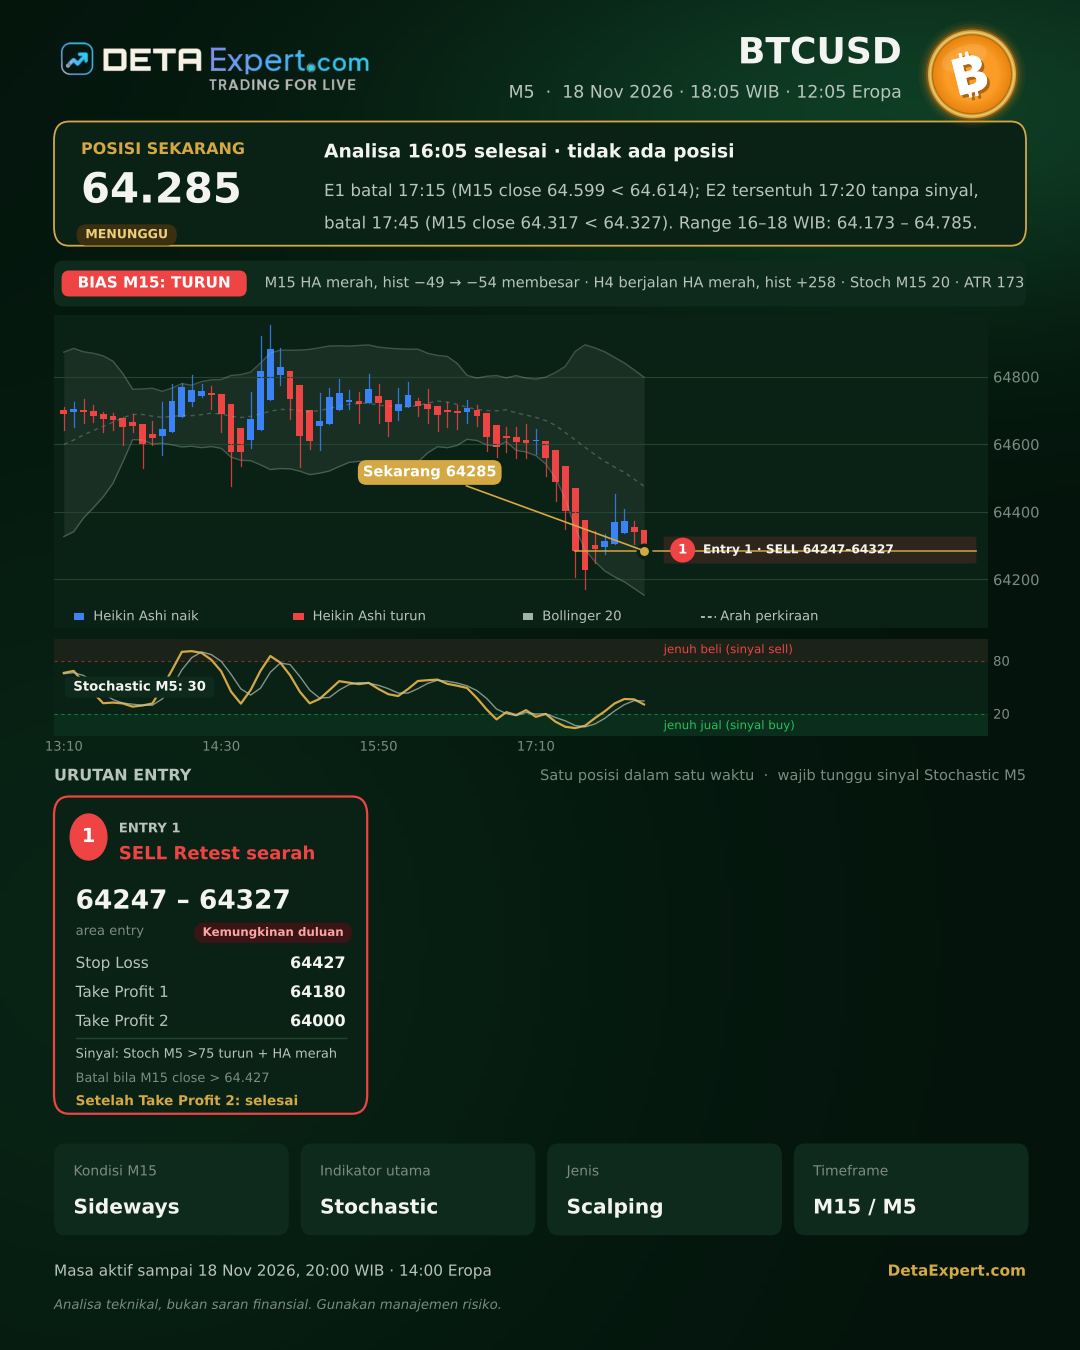 DETA Expert.com
TRADING FOR LIVE
BTCUSD
M5 · 18 Nov 2026 · 18:05 WIB · 12:05 Eropa
POSISI SEKARANG
64.285
MENUNGGU
Analisa 16:05 selesai · tidak ada posisi
E1 batal 17:15 (M15 close 64.599 < 64.614); E2 tersentuh 17:20 tanpa sinyal,
batal 17:45 (M15 close 64.317 < 64.327). Range 16–18 WIB: 64.173 – 64.785.
BIAS M15: TURUN
M15 HA merah, hist −49 → −54 membesar · H4 berjalan HA merah, hist +258 · Stoch M15 20 · ATR 173
64800
64600
64400
64200
Sekarang 64285
1 Entry 1 · SELL 64247–64327
Heikin Ashi naik
Heikin Ashi turun
Bollinger 20
Arah perkiraan
jenuh beli (sinyal sell)
80
Stochastic M5: 30
20
jenuh jual (sinyal buy)
13:10
14:30
15:50
17:10
URUTAN ENTRY
Satu posisi dalam satu waktu · wajib tunggu sinyal Stochastic M5
1
ENTRY 1
SELL Retest searah
64247 – 64327
area entry
Kemungkinan duluan
Stop Loss 64427
Take Profit 1 64180
Take Profit 2 64000
Sinyal: Stoch M5 >75 turun + HA merah
Batal bila M15 close > 64.427
Setelah Take Profit 2: selesai
Kondisi M15
Sideways
Indikator utama
Stochastic
Jenis
Scalping
Timeframe
M15 / M5
Masa aktif sampai 18 Nov 2026, 20:00 WIB · 14:00 Eropa
DetaExpert.com
Analisa teknikal, bukan saran finansial. Gunakan manajemen risiko.